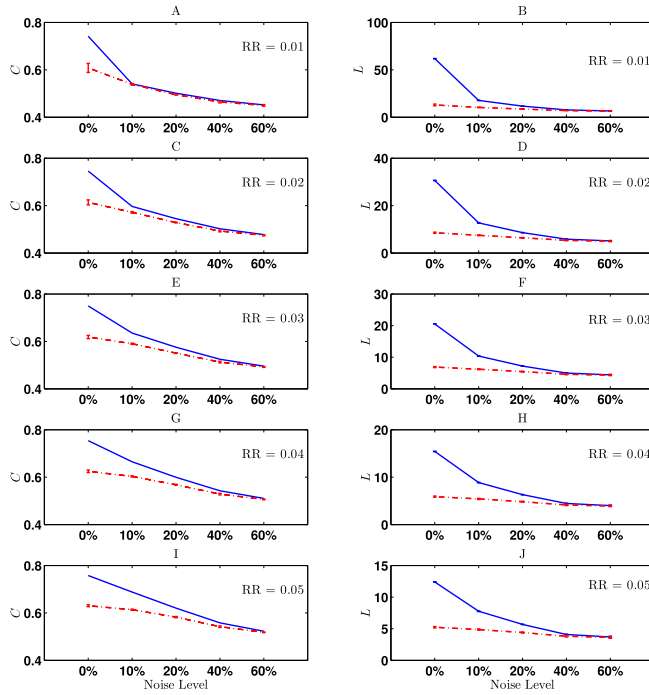 A
0.8
0.6
0.4
C
RR = 0.01
0% 10% 20% 40% 60%
B
100
50
0
L
RR = 0.01
0% 10% 20% 40% 60%
C
0.8
0.6
0.4
C
RR = 0.02
0% 10% 20% 40% 60%
D
40
20
0
L
RR = 0.02
0% 10% 20% 40% 60%
E
0.8
0.6
0.4
C
RR = 0.03
0% 10% 20% 40% 60%
F
30
20
10
0
L
RR = 0.03
0% 10% 20% 40% 60%
G
0.8
0.6
0.4
C
RR = 0.04
0% 10% 20% 40% 60%
H
20
10
0
L
RR = 0.04
0% 10% 20% 40% 60%
I
0.8
0.6
0.4
C
RR = 0.05
0% 10% 20% 40% 60%
Noise Level
J
15
10
5
0
L
RR = 0.05
0% 10% 20% 40% 60%
Noise Level